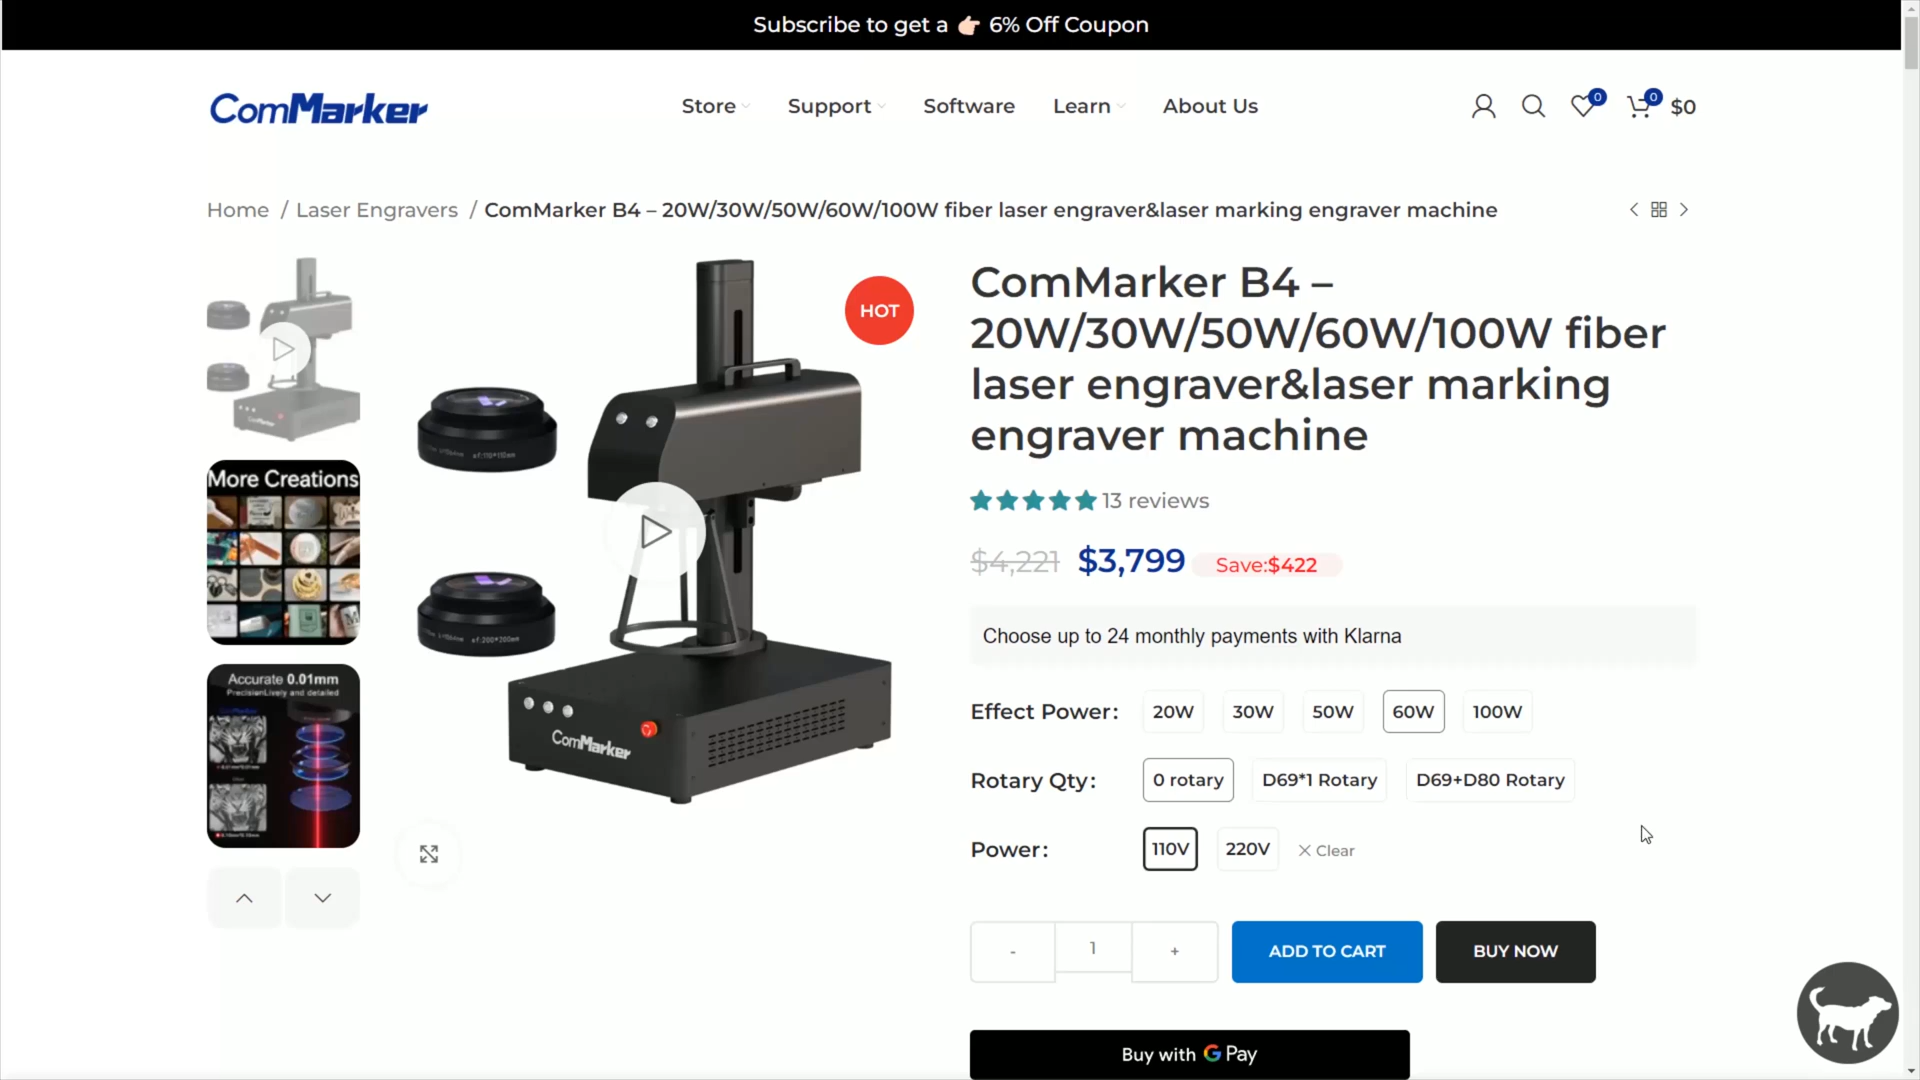 Subscribe to get a 👉🏻 6% Off Coupon
ComMarker
Store
Support
Software
Learn
About Us
0
0
$0
Home / Laser Engravers / ComMarker B4 – 20W/30W/50W/60W/100W fiber laser engraver&laser marking engraver machine
HOT
ComMarker
More Creations
Accurate 0.01mm
PrecisionLively and detailed
ComMarker B4 –
20W/30W/50W/60W/100W fiber
laser engraver&laser marking
engraver machine
13 reviews
$4,221 $3,799 Save:$422
Choose up to 24 monthly payments with Klarna
Effect Power: 20W 30W 50W 60W 100W
Rotary Qty: 0 rotary D69*1 Rotary D69+D80 Rotary
Power: 110V 220V Clear
- 1 + ADD TO CART BUY NOW
Buy with G Pay